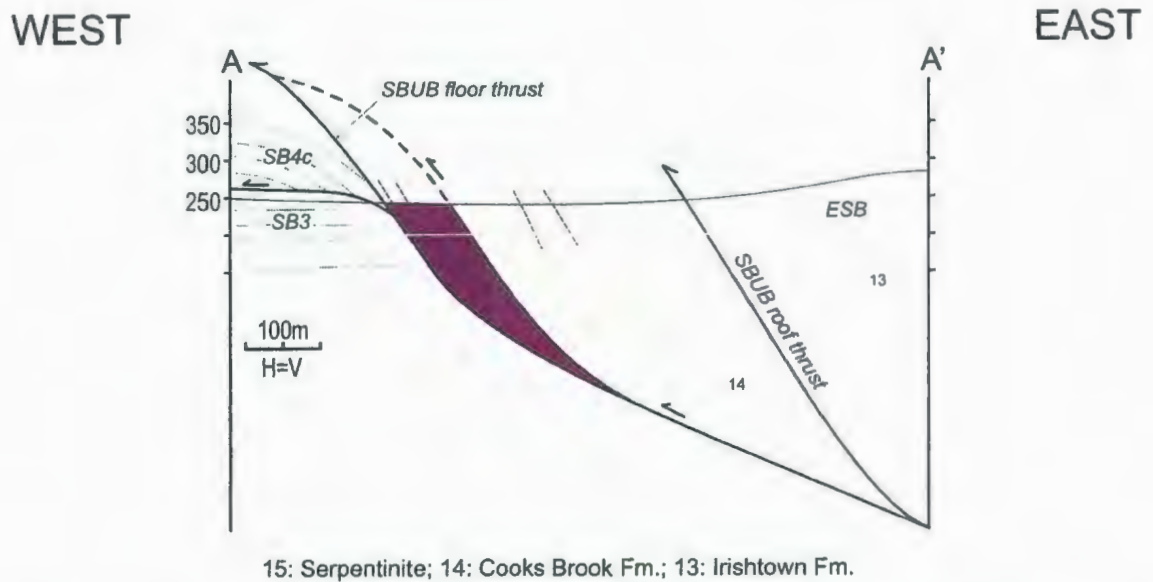 WEST
EAST
A
A'
SBUB floor thrust
350
SB4c
300
250
SB3
ESB
13
SBUB roof thrust
100m
H=V
14
15: Serpentinite; 14: Cooks Brook Fm.; 13: Irishtown Fm.